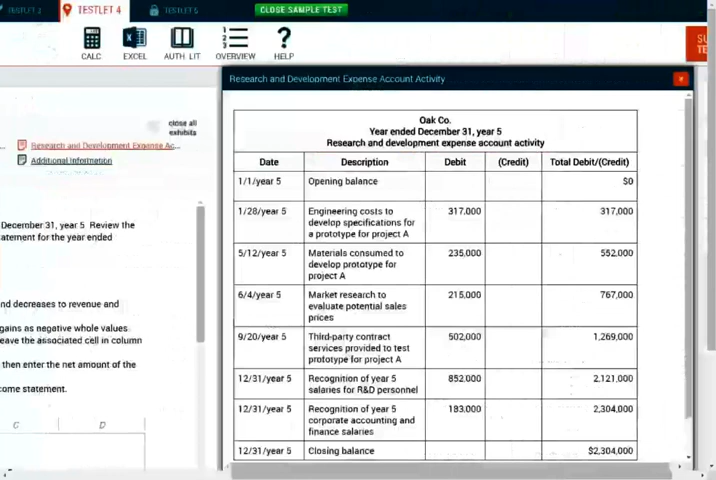 TESTLET 4
TESTLET 5
CLOSE SAMPLE TEST
CALC
EXCEL
AUTH LIT
OVERVIEW
HELP
SU
TE
close all
exhibits
Research and Development Expense Ac...
Additional Information
December 31, year 5 Review the
atement for the year ended
nd decreases to revenue and
gains as negative whole values
eave the associated cell in column
then enter the net amount of the
ome statement.
C D
Research and Development Expense Account Activity
x
Oak Co.
Year ended December 31, year 5
Research and development expense account activity
Date Description Debit (Credit) Total Debit/(Credit)
1/1/year 5 Opening balance $0
1/28/year 5 Engineering costs to 317,000 317,000
develop specifications for
a prototype for project A
5/12/year 5 Materials consumed to 235,000 552,000
develop prototype for
project A
6/4/year 5 Market research to 215,000 767,000
evaluate potential sales
prices
9/20/year 5 Third-party contract 502,000 1,269,000
services provided to test
prototype for project A
12/31/year 5 Recognition of year 5 852,000 2,121,000
salaries for R&D personnel
12/31/year 5 Recognition of year 5 183,000 2,304,000
corporate accounting and
finance salaries
12/31/year 5 Closing balance $2,304,000